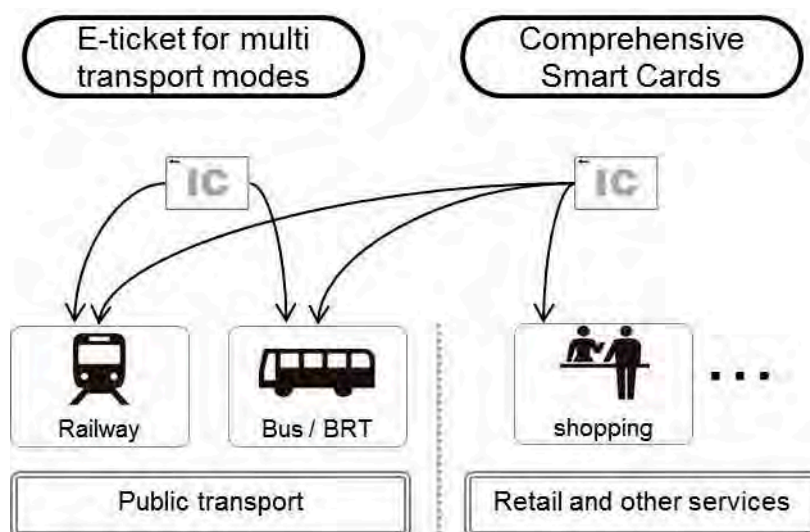 E-ticket for multi
transport modes
Comprehensive
Smart Cards
IC
IC
Railway
Bus / BRT
shopping
...
Public transport
Retail and other services